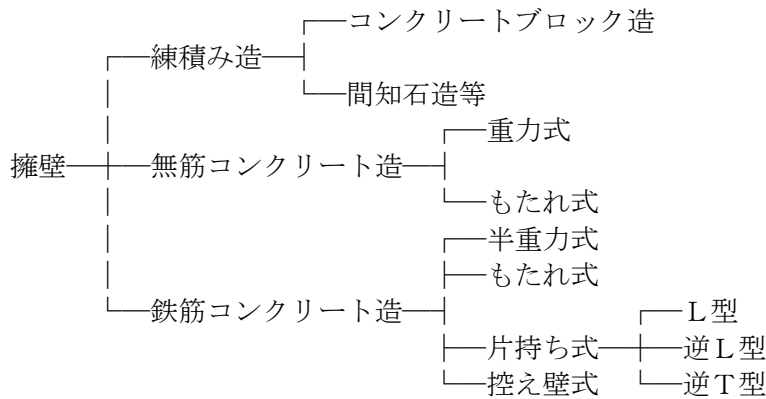 コンクリートブロック造
練積み造
間知石造等
重力式
擁壁 無筋コンクリート造
もたれ式
半重力式
もたれ式
鉄筋コンクリート造 L型
片持ち式 逆L型
控え壁式 逆T型